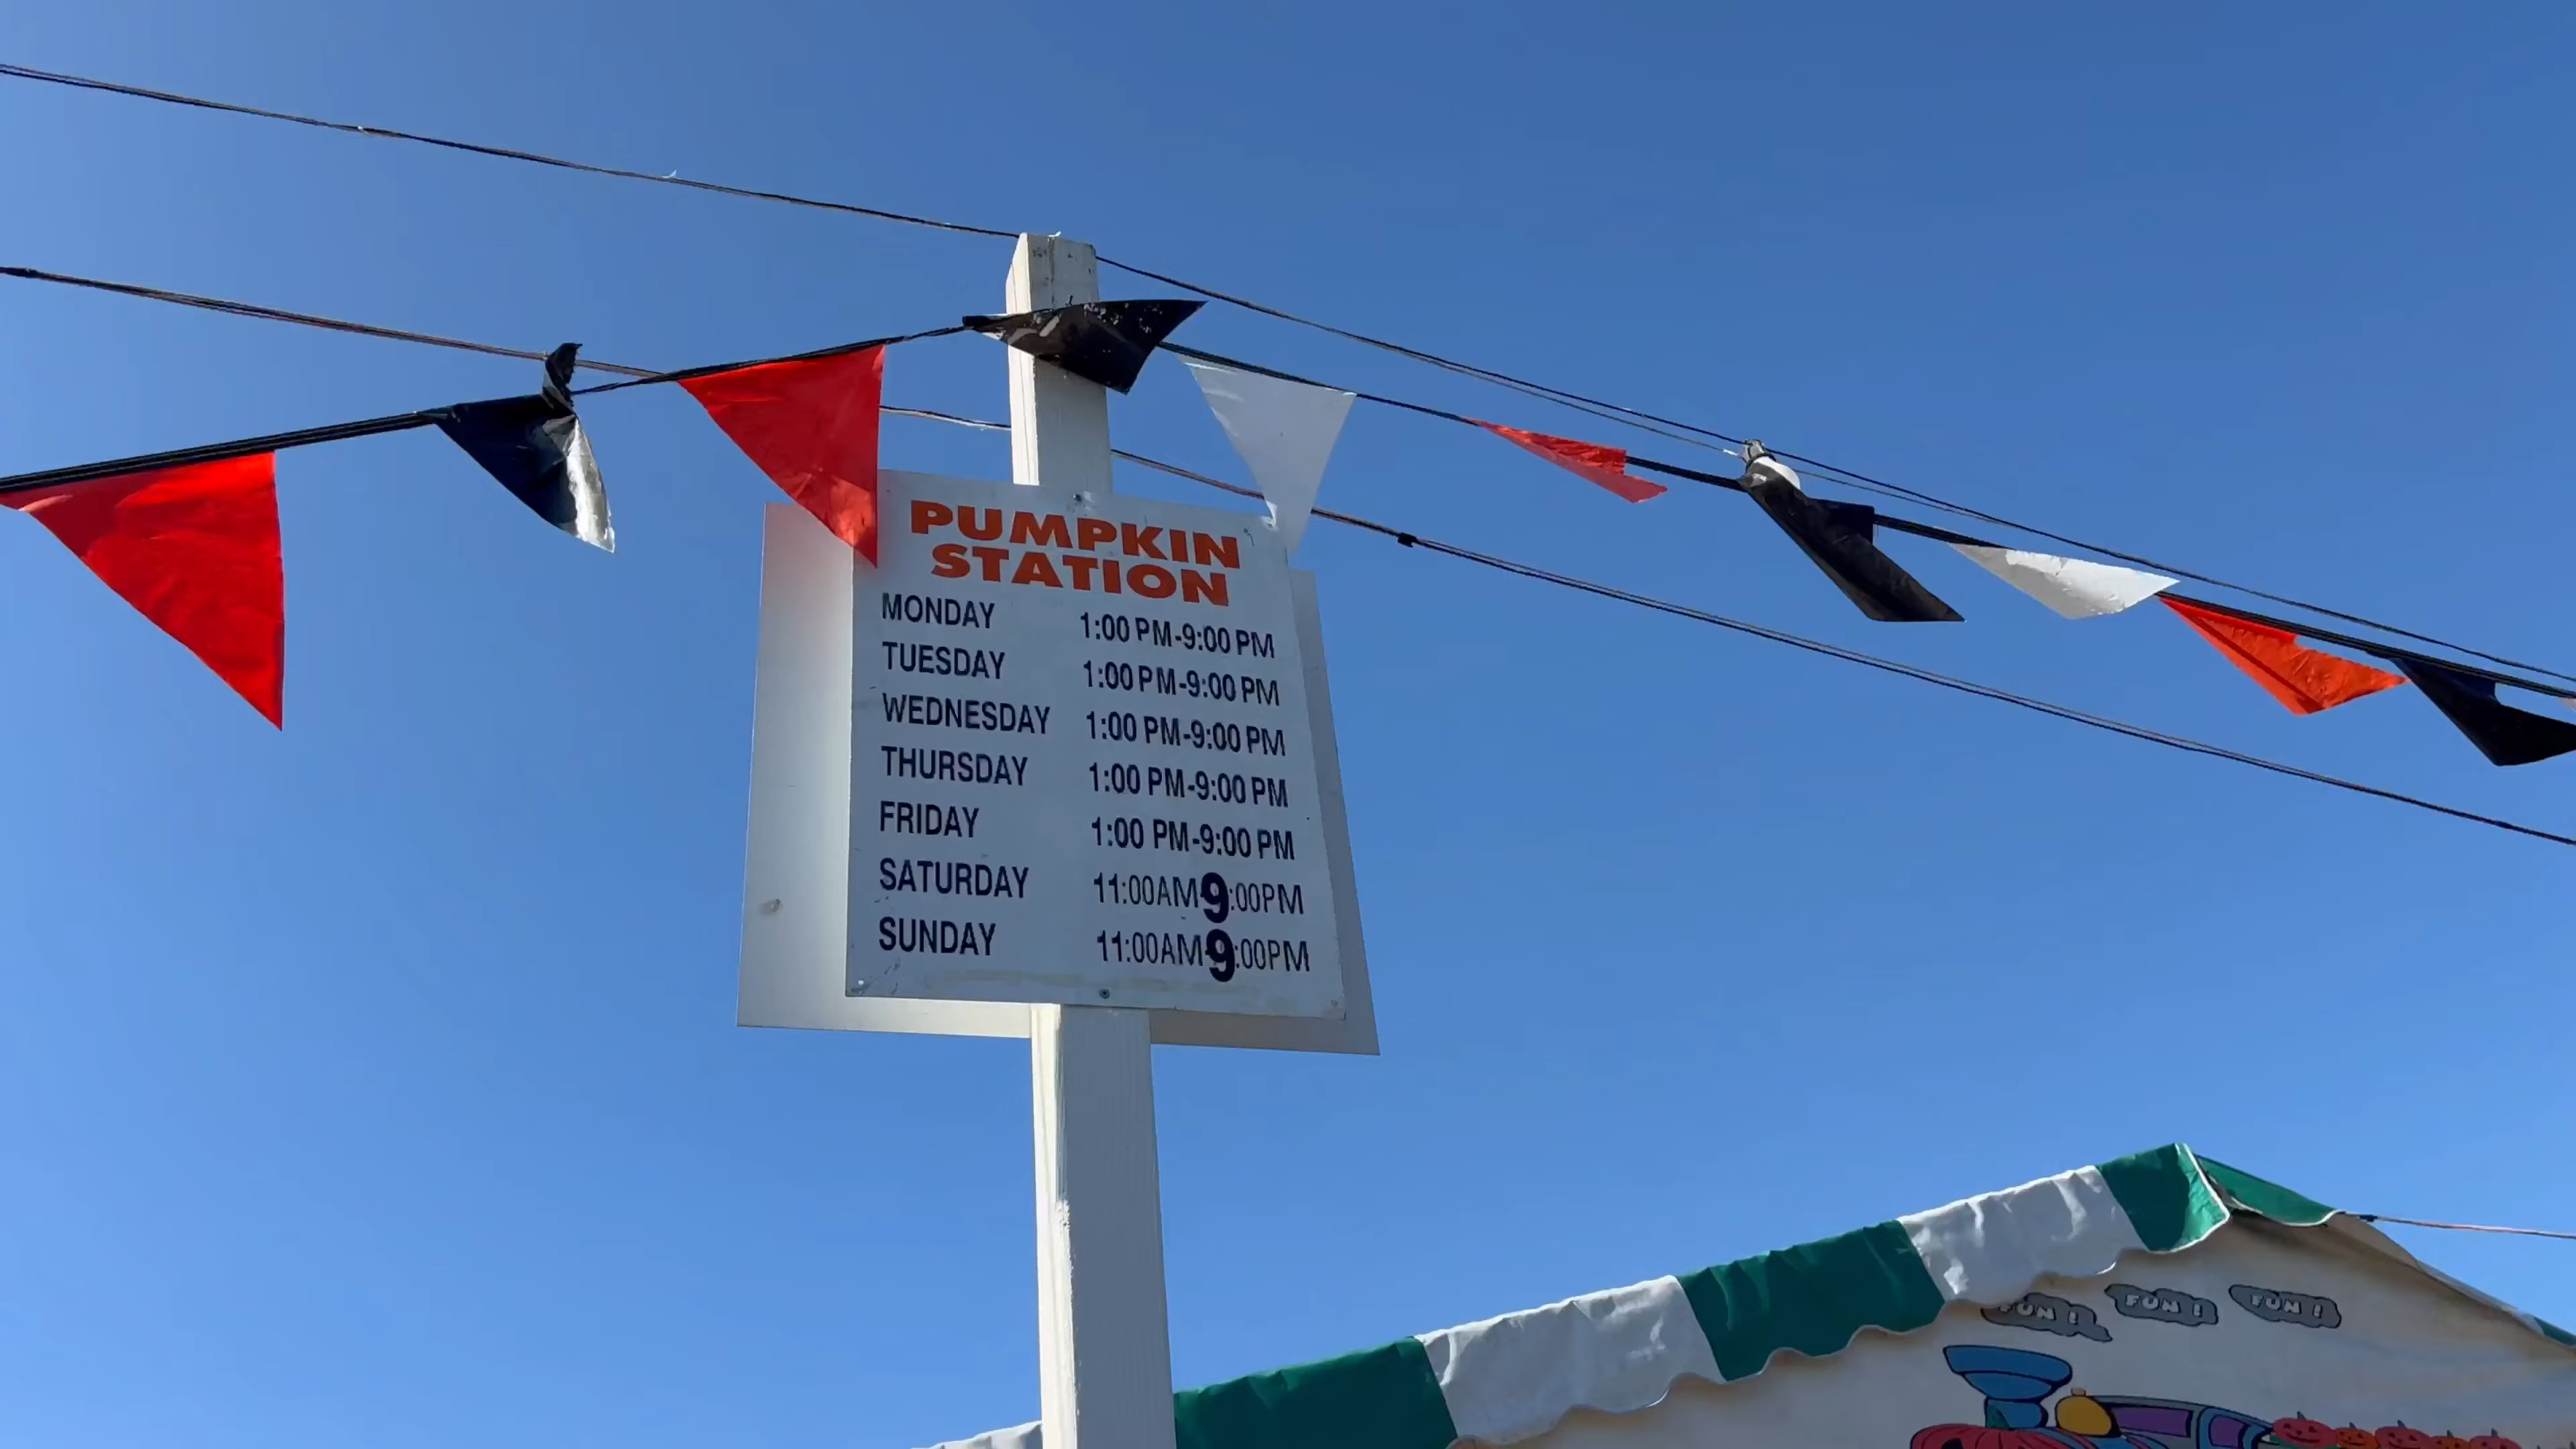 PUMPKIN
STATION
MONDAY 1:00 PM-9:00 PM
TUESDAY 1:00 PM-9:00 PM
WEDNESDAY 1:00 PM-9:00 PM
THURSDAY 1:00 PM-9:00 PM
FRIDAY 1:00 PM-9:00 PM
SATURDAY 11:00AM-9:00PM
SUNDAY 11:00AM-9:00PM
FUN! FUN! FUN!